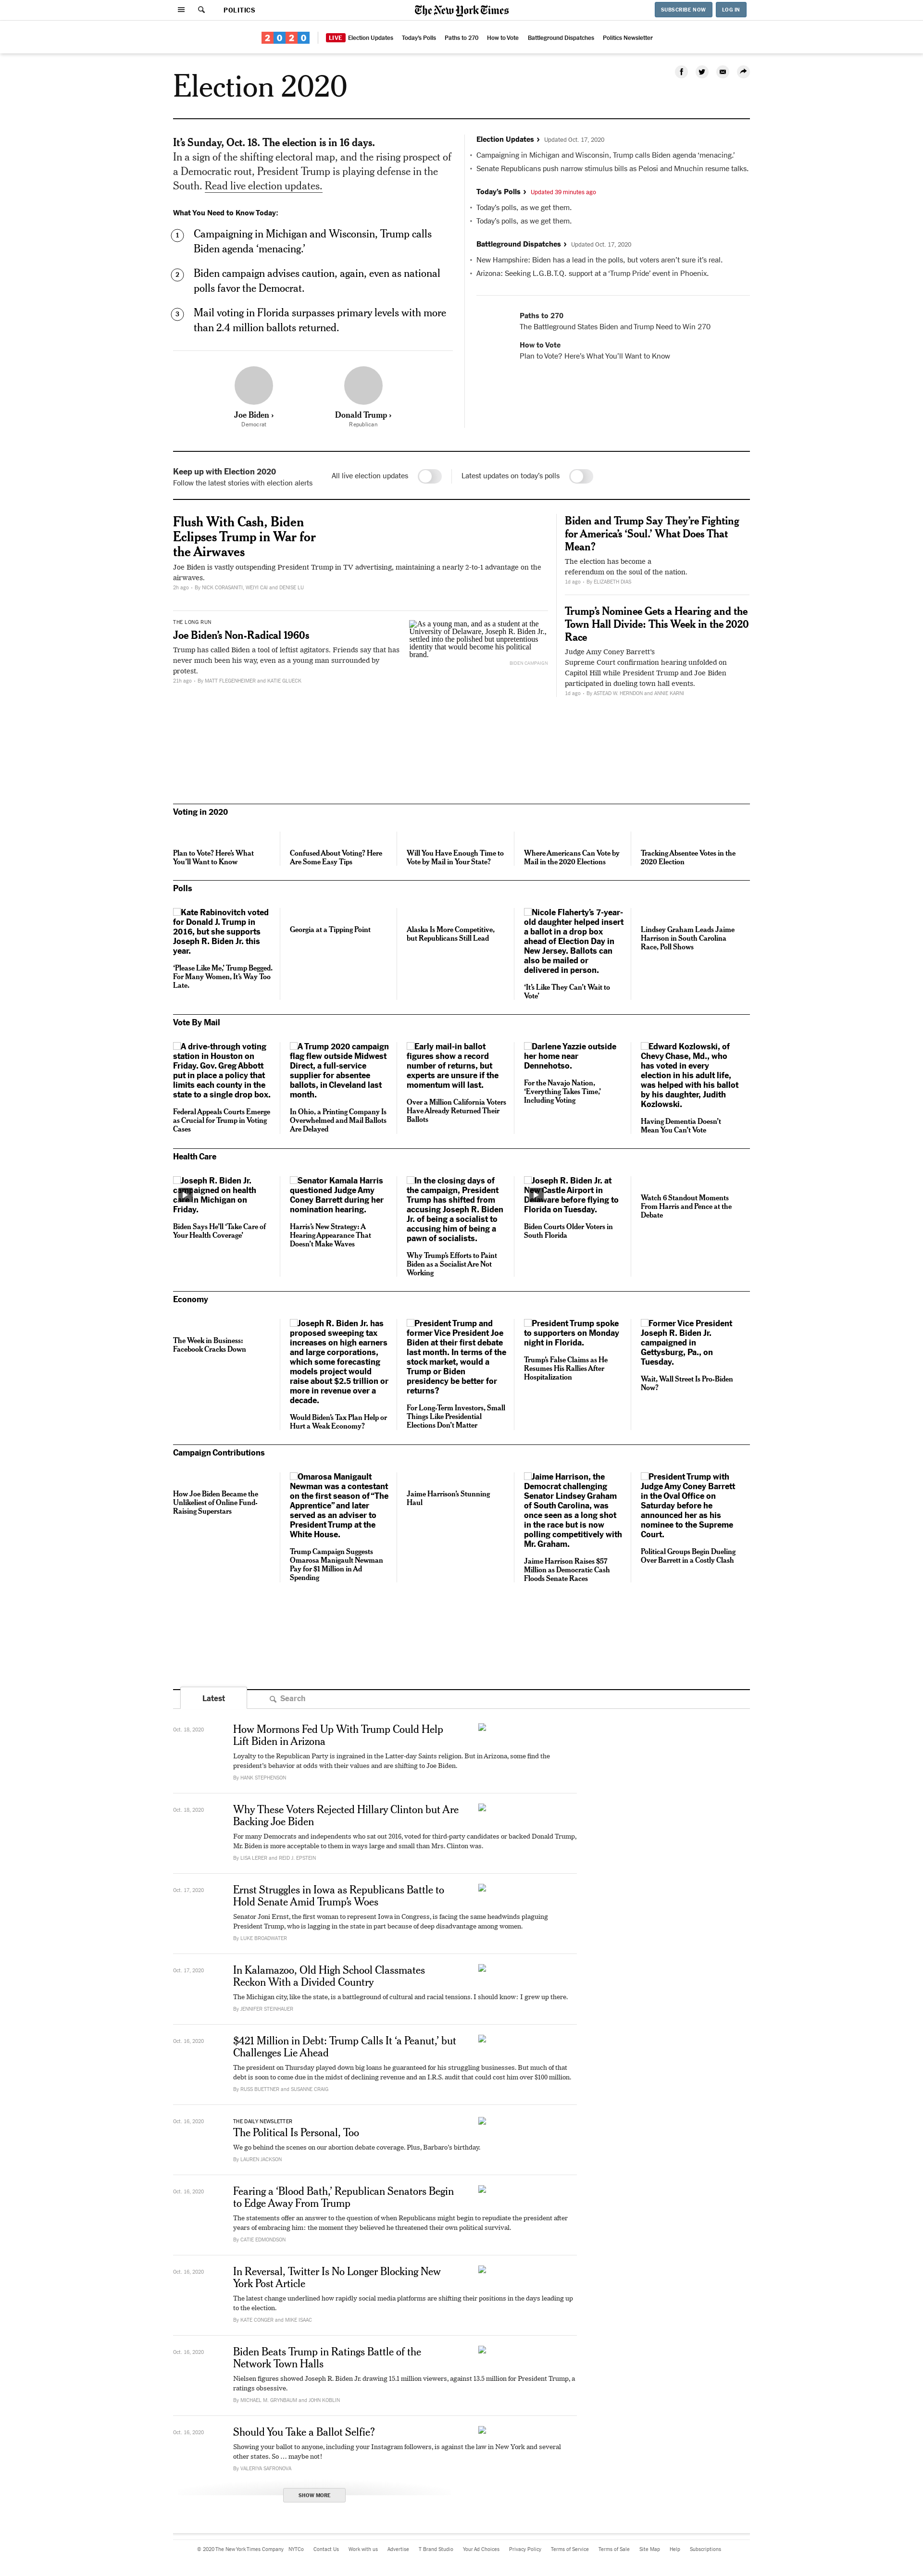 POLITICS
The New York Times
SUBSCRIBE NOW
LOG IN
2020
LIVE Election Updates Today's Polls Paths to 270 How to Vote Battleground Dispatches Politics Newsletter
Election 2020
It's Sunday, Oct. 18. The election is in 16 days.
In a sign of the shifting electoral map, and the rising prospect of
a Democratic rout, President Trump is playing defense in the
South. Read live election updates.
What You Need to Know Today:
1 Campaigning in Michigan and Wisconsin, Trump calls
Biden agenda ‘menacing.’
2 Biden campaign advises caution, again, even as national
polls favor the Democrat.
3 Mail voting in Florida surpasses primary levels with more
than 2.4 million ballots returned.
Joe Biden ›
Democrat
Donald Trump ›
Republican
Election Updates › Updated Oct. 17, 2020
• Campaigning in Michigan and Wisconsin, Trump calls Biden agenda ‘menacing.’
• Senate Republicans push narrow stimulus bills as Pelosi and Mnuchin resume talks.
Today's Polls › Updated 39 minutes ago
• Today's polls, as we get them.
• Today's polls, as we get them.
Battleground Dispatches › Updated Oct. 17, 2020
• New Hampshire: Biden has a lead in the polls, but voters aren't sure it's real.
• Arizona: Seeking L.G.B.T.Q. support at a ‘Trump Pride’ event in Phoenix.
Paths to 270
The Battleground States Biden and Trump Need to Win 270
How to Vote
Plan to Vote? Here's What You'll Want to Know
Keep up with Election 2020
Follow the latest stories with election alerts
All live election updates
Latest updates on today's polls
Flush With Cash, Biden
Eclipses Trump in War for
the Airwaves
Joe Biden is vastly outspending President Trump in TV advertising, maintaining a nearly 2-to-1 advantage on the
airwaves.
2h ago • By NICK CORASANITI, WEIYI CAI and DENISE LU
THE LONG RUN
Joe Biden's Non-Radical 1960s
Trump has called Biden a tool of leftist agitators. Friends say that has
never much been his way, even as a young man surrounded by
protest.
21h ago • By MATT FLEGENHEIMER and KATIE GLUECK
As a young man, and as a student at the
University of Delaware, Joseph R. Biden Jr.,
settled into the polished but unpretentious
identity that would become his political
brand.
BIDEN CAMPAIGN
Biden and Trump Say They're Fighting
for America's ‘Soul.’ What Does That
Mean?
The election has become a
referendum on the soul of the nation.
1d ago • By ELIZABETH DIAS
Trump's Nominee Gets a Hearing and the
Town Hall Divide: This Week in the 2020
Race
Judge Amy Coney Barrett's
Supreme Court confirmation hearing unfolded on
Capitol Hill while President Trump and Joe Biden
participated in dueling town hall events.
1d ago • By ASTEAD W. HERNDON and ANNIE KARNI
Voting in 2020
Plan to Vote? Here's What
You'll Want to Know
Confused About Voting? Here
Are Some Easy Tips
Will You Have Enough Time to
Vote by Mail in Your State?
Where Americans Can Vote by
Mail in the 2020 Elections
Tracking Absentee Votes in the
2020 Election
Polls
Kate Rabinovitch voted
for Donald J. Trump in
2016, but she supports
Joseph R. Biden Jr. this
year.
‘Please Like Me,’ Trump Begged.
For Many Women, It's Way Too
Late.
Georgia at a Tipping Point
Alaska Is More Competitive,
but Republicans Still Lead
Nicole Flaherty's 7-year-
old daughter helped insert
a ballot in a drop box
ahead of Election Day in
New Jersey. Ballots can
also be mailed or
delivered in person.
‘It's Like They Can't Wait to
Vote’
Lindsey Graham Leads Jaime
Harrison in South Carolina
Race, Poll Shows
Vote By Mail
A drive-through voting
station in Houston on
Friday. Gov. Greg Abbott
put in place a policy that
limits each county in the
state to a single drop box.
Federal Appeals Courts Emerge
as Crucial for Trump in Voting
Cases
A Trump 2020 campaign
flag flew outside Midwest
Direct, a full-service
supplier for absentee
ballots, in Cleveland last
month.
In Ohio, a Printing Company Is
Overwhelmed and Mail Ballots
Are Delayed
Early mail-in ballot
figures show a record
number of returns, but
experts are unsure if the
momentum will last.
Over a Million California Voters
Have Already Returned Their
Ballots
Darlene Yazzie outside
her home near
Dennehotso.
For the Navajo Nation,
‘Everything Takes Time,’
Including Voting
Edward Kozlowski, of
Chevy Chase, Md., who
has voted in every
election in his adult life,
was helped with his ballot
by his daughter, Judith
Kozlowski.
Having Dementia Doesn't
Mean You Can't Vote
Health Care
Joseph R. Biden Jr.
campaigned on health
care in Michigan on
Friday.
Biden Says He'll ‘Take Care of
Your Health Coverage’
Senator Kamala Harris
questioned Judge Amy
Coney Barrett during her
nomination hearing.
Harris's New Strategy: A
Hearing Appearance That
Doesn't Make Waves
In the closing days of
the campaign, President
Trump has shifted from
accusing Joseph R. Biden
Jr. of being a socialist to
accusing him of being a
pawn of socialists.
Why Trump's Efforts to Paint
Biden as a Socialist Are Not
Working
Joseph R. Biden Jr. at
New Castle Airport in
Delaware before flying to
Florida on Tuesday.
Biden Courts Older Voters in
South Florida
Watch 6 Standout Moments
From Harris and Pence at the
Debate
Economy
The Week in Business:
Facebook Cracks Down
Joseph R. Biden Jr. has
proposed sweeping tax
increases on high earners
and large corporations,
which some forecasting
models project would
raise about $2.5 trillion or
more in revenue over a
decade.
Would Biden's Tax Plan Help or
Hurt a Weak Economy?
President Trump and
former Vice President Joe
Biden at their first debate
last month. In terms of the
stock market, would a
Trump or Biden
presidency be better for
returns?
For Long-Term Investors, Small
Things Like Presidential
Elections Don't Matter
President Trump spoke
to supporters on Monday
night in Florida.
Trump's False Claims as He
Resumes His Rallies After
Hospitalization
Former Vice President
Joseph R. Biden Jr.
campaigned in
Gettysburg, Pa., on
Tuesday.
Wait, Wall Street Is Pro-Biden
Now?
Campaign Contributions
How Joe Biden Became the
Unlikeliest of Online Fund-
Raising Superstars
Omarosa Manigault
Newman was a contestant
on the first season of “The
Apprentice” and later
served as an adviser to
President Trump at the
White House.
Trump Campaign Suggests
Omarosa Manigault Newman
Pay for $1 Million in Ad
Spending
Jaime Harrison's Stunning
Haul
Jaime Harrison, the
Democrat challenging
Senator Lindsey Graham
of South Carolina, was
once seen as a long shot
in the race but is now
polling competitively with
Mr. Graham.
Jaime Harrison Raises $57
Million as Democratic Cash
Floods Senate Races
President Trump with
Judge Amy Coney Barrett
in the Oval Office on
Saturday before he
announced her as his
nominee to the Supreme
Court.
Political Groups Begin Dueling
Over Barrett in a Costly Clash
Latest
Search
Oct. 18, 2020
How Mormons Fed Up With Trump Could Help
Lift Biden in Arizona
Loyalty to the Republican Party is ingrained in the Latter-day Saints religion. But in Arizona, some find the
president's behavior at odds with their values and are shifting to Joe Biden.
By HANK STEPHENSON
Oct. 18, 2020
Why These Voters Rejected Hillary Clinton but Are
Backing Joe Biden
For many Democrats and independents who sat out 2016, voted for third-party candidates or backed Donald Trump,
Mr. Biden is more acceptable to them in ways large and small than Mrs. Clinton was.
By LISA LERER and REID J. EPSTEIN
Oct. 17, 2020
Ernst Struggles in Iowa as Republicans Battle to
Hold Senate Amid Trump's Woes
Senator Joni Ernst, the first woman to represent Iowa in Congress, is facing the same headwinds plaguing
President Trump, who is lagging in the state in part because of deep disadvantage among women.
By LUKE BROADWATER
Oct. 17, 2020
In Kalamazoo, Old High School Classmates
Reckon With a Divided Country
The Michigan city, like the state, is a battleground of cultural and racial tensions. I should know: I grew up there.
By JENNIFER STEINHAUER
Oct. 16, 2020
$421 Million in Debt: Trump Calls It ‘a Peanut,’ but
Challenges Lie Ahead
The president on Thursday played down big loans he guaranteed for his struggling businesses. But much of that
debt is soon to come due in the midst of declining revenue and an I.R.S. audit that could cost him over $100 million.
By RUSS BUETTNER and SUSANNE CRAIG
Oct. 16, 2020
THE DAILY NEWSLETTER
The Political Is Personal, Too
We go behind the scenes on our abortion debate coverage. Plus, Barbaro's birthday.
By LAUREN JACKSON
Oct. 16, 2020
Fearing a ‘Blood Bath,’ Republican Senators Begin
to Edge Away From Trump
The statements offer an answer to the question of when Republicans might begin to repudiate the president after
years of embracing him: the moment they believed he threatened their own political survival.
By CATIE EDMONDSON
Oct. 16, 2020
In Reversal, Twitter Is No Longer Blocking New
York Post Article
The latest change underlined how rapidly social media platforms are shifting their positions in the days leading up
to the election.
By KATE CONGER and MIKE ISAAC
Oct. 16, 2020
Biden Beats Trump in Ratings Battle of the
Network Town Halls
Nielsen figures showed Joseph R. Biden Jr. drawing 15.1 million viewers, against 13.5 million for President Trump, a
ratings obsessive.
By MICHAEL M. GRYNBAUM and JOHN KOBLIN
Oct. 16, 2020
Should You Take a Ballot Selfie?
Showing your ballot to anyone, including your Instagram followers, is against the law in New York and several
other states. So … maybe not!
By VALERIYA SAFRONOVA
SHOW MORE
© 2020 The New York Times Company NYTCo Contact Us Work with us Advertise T Brand Studio Your Ad Choices Privacy Policy Terms of Service Terms of Sale Site Map Help Subscriptions